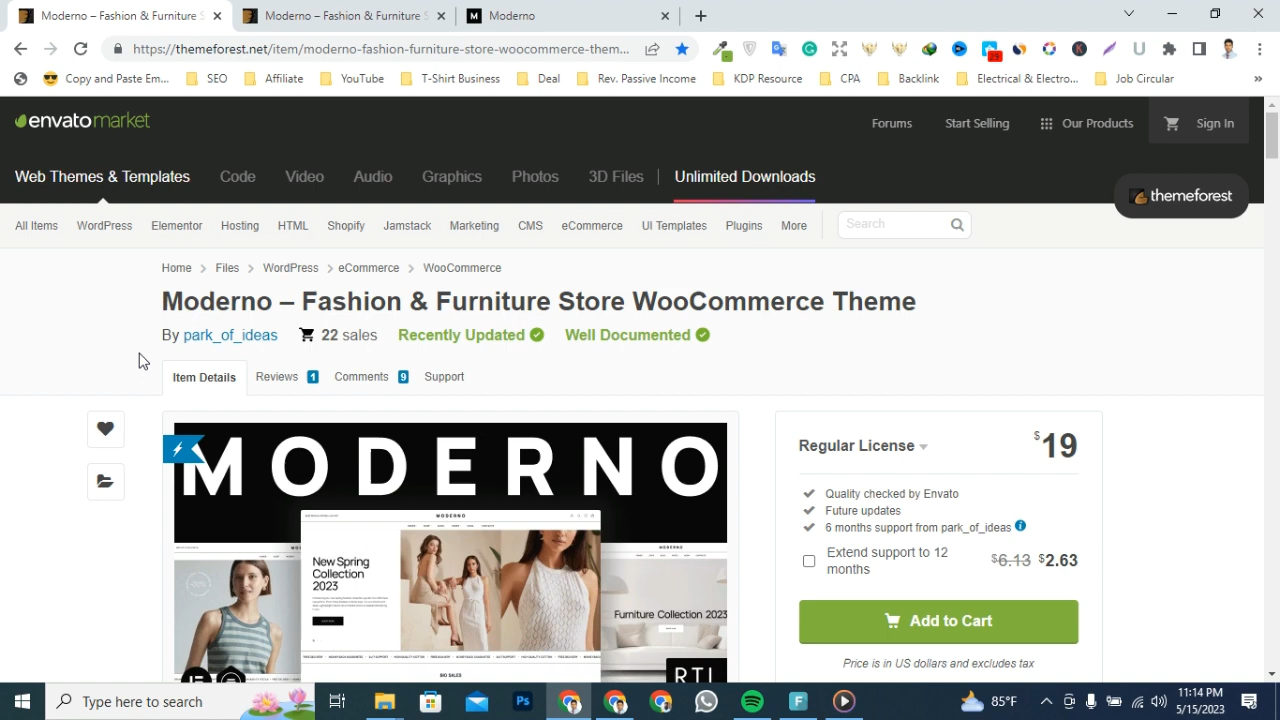 Moderno – Fashion & Furniture S
Moderno – Fashion & Furniture S
Moderno
https://themeforest.net/item/moderno-fashion-furniture-store-woocommerce-them...
Copy and Paste Em...
SEO
Affiliate
YouTube
T-Shirt Business
Deal
Rev. Passive Income
KDP Resource
CPA
Backlink
Electrical & Electro...
Job Circular
envato market
Forums
Start Selling
Our Products
Sign In
Web Themes & Templates
Code
Video
Audio
Graphics
Photos
3D Files
Unlimited Downloads
themeforest
All Items
WordPress
Elementor
Hosting
HTML
Shopify
Jamstack
Marketing
CMS
eCommerce
UI Templates
Plugins
More
Search
Home > Files > WordPress > eCommerce > WooCommerce
Moderno – Fashion & Furniture Store WooCommerce Theme
By park_of_ideas 22 sales Recently Updated Well Documented
Item Details
Reviews 1
Comments 9
Support
MODERNO
MODERNO
New Spring
Collection
2023
Furniture Collection 2023
BIG SALES
RTL
Regular License
$19
Quality checked by Envato
Future updates
6 months support from park_of_ideas
Extend support to 12
months
$6.13 $2.63
Add to Cart
Price is in US dollars and excludes tax
Type here to search
85°F
11:14 PM
5/15/2023